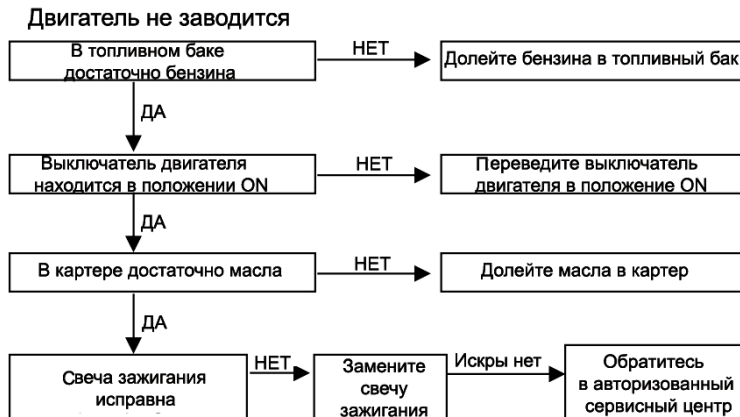 Двигатель не заводится
В топливном баке
достаточно бензина
НЕТ
Долейте бензина в топливный бак
ДА
Выключатель двигателя
находится в положении ON
НЕТ
Переведите выключатель
двигателя в положение ON
ДА
В картере достаточно масла
НЕТ
Долейте масла в картер
ДА
Свеча зажигания
исправна
НЕТ
Замените
свечу
зажигания
Искры нет
Обратитесь
в авторизованный
сервисный центр